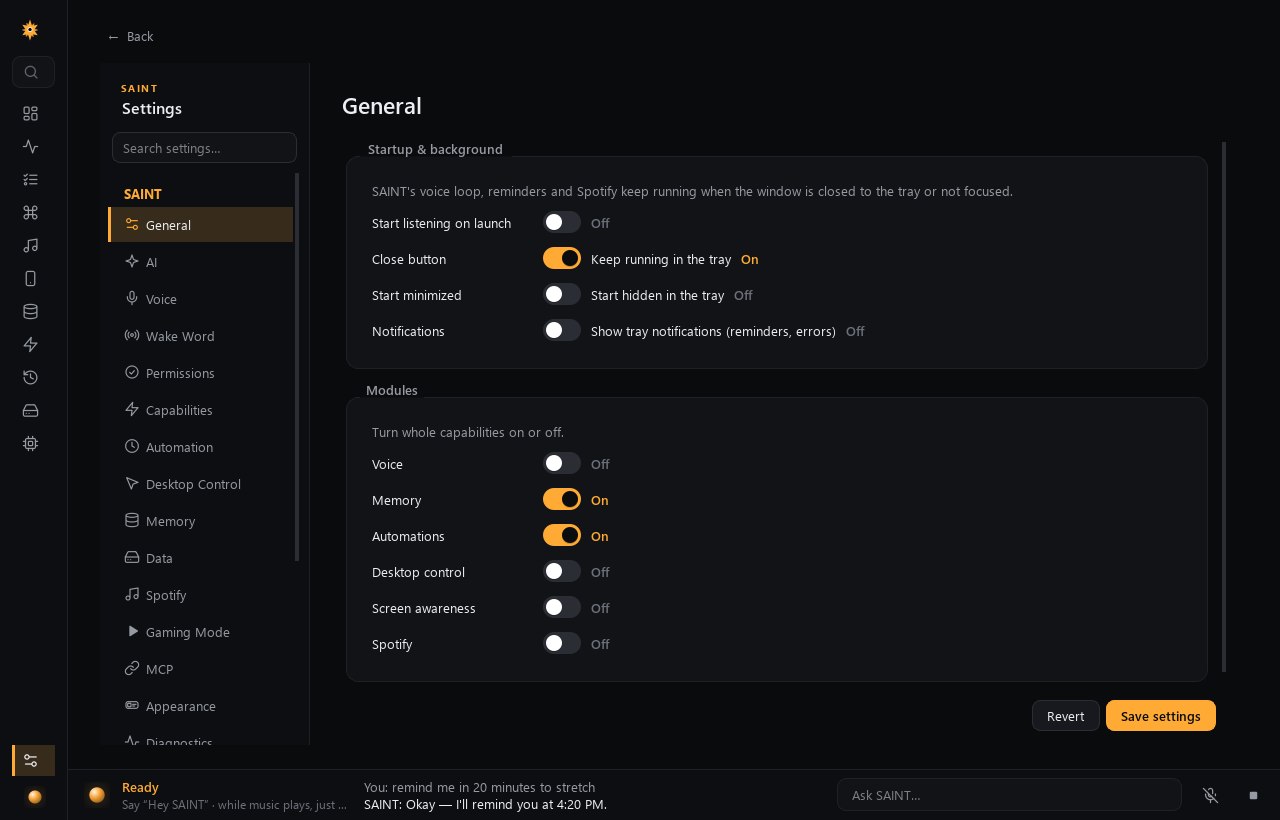 ← Back
SAINT
Settings
Search settings...
SAINT
General
AI
Voice
Wake Word
Permissions
Capabilities
Automation
Desktop Control
Memory
Data
Spotify
Gaming Mode
MCP
Appearance
Diagnostics
General
Startup & background
SAINT's voice loop, reminders and Spotify keep running when the window is closed to the tray or not focused.
Start listening on launch Off
Close button Keep running in the tray On
Start minimized Start hidden in the tray Off
Notifications Show tray notifications (reminders, errors) Off
Modules
Turn whole capabilities on or off.
Voice Off
Memory On
Automations On
Desktop control Off
Screen awareness Off
Spotify Off
Revert Save settings
Ready
Say “Hey SAINT” · while music plays, just ...
You: remind me in 20 minutes to stretch
SAINT: Okay — I'll remind you at 4:20 PM.
Ask SAINT...